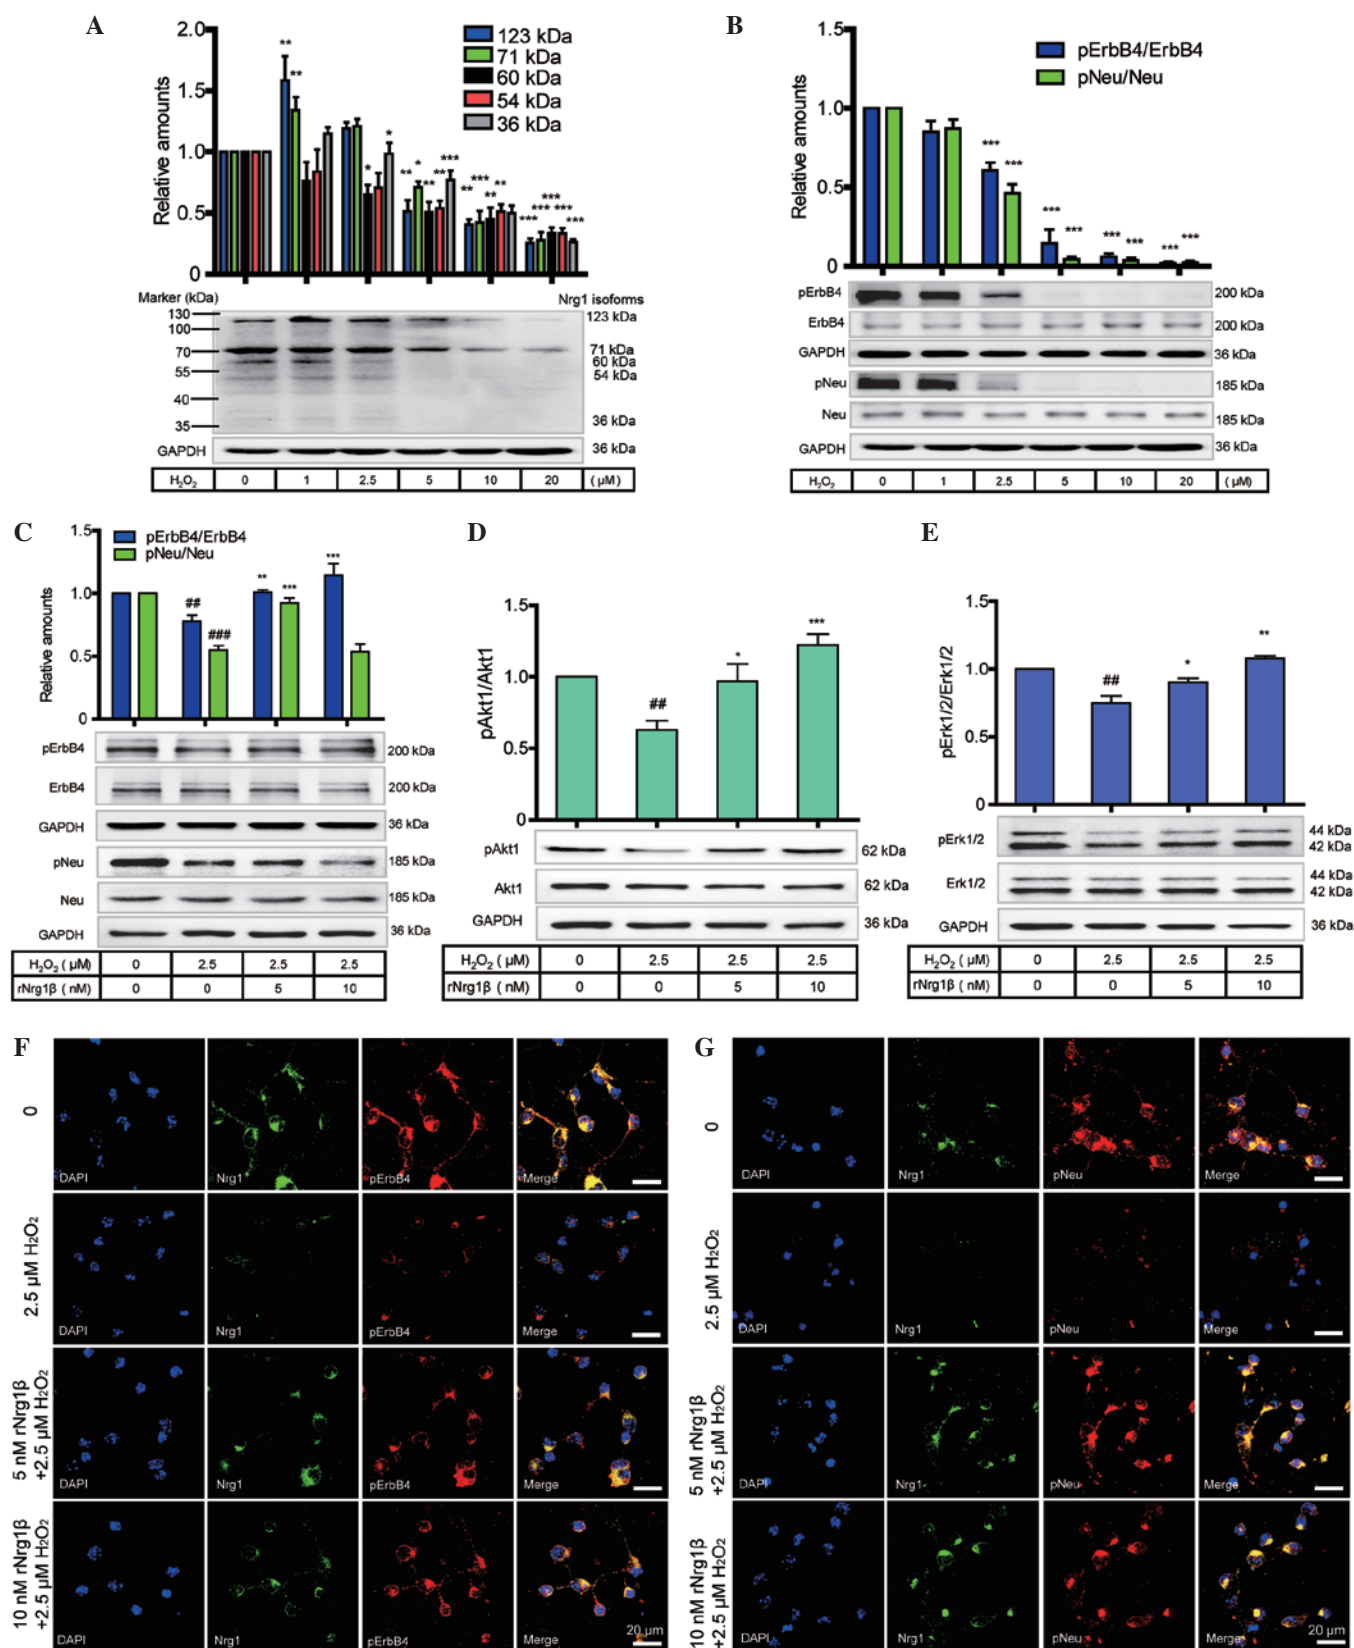 A
2.0
1.5
1.0
0.5
0
Relative amounts
123 kDa
71 kDa
60 kDa
54 kDa
36 kDa
** ** * * ** * ** ** *** ** *** ** ** *** *** *** *** ***
Marker (kDa)
Nrg1 isoforms
130
100
70
55
40
35
123 kDa
71 kDa
60 kDa
54 kDa
36 kDa
GAPDH
36 kDa
H₂O₂ 0 1 2.5 5 10 20 (µM)
B
1.5
1.0
0.5
0
Relative amounts
pErbB4/ErbB4
pNeu/Neu
*** *** *** *** *** *** *** ***
pErbB4 200 kDa
ErbB4 200 kDa
GAPDH 36 kDa
pNeu 185 kDa
Neu 185 kDa
GAPDH 36 kDa
H₂O₂ 0 1 2.5 5 10 20 (µM)
C
1.5
1.0
0.5
0
Relative amounts
pErbB4/ErbB4
pNeu/Neu
## ### ** *** ***
pErbB4 200 kDa
ErbB4 200 kDa
GAPDH 36 kDa
pNeu 185 kDa
Neu 185 kDa
GAPDH 36 kDa
H₂O₂ (µM) 0 2.5 2.5 2.5
rNrg1β (nM) 0 0 5 10
D
1.5
1.0
0.5
0
pAkt1/Akt1
## * ***
pAkt1 62 kDa
Akt1 62 kDa
GAPDH 36 kDa
H₂O₂ (µM) 0 2.5 2.5 2.5
rNrg1β (nM) 0 0 5 10
E
1.5
1.0
0.5
0
pErk1/2/Erk1/2
## * **
pErk1/2 44 kDa
42 kDa
Erk1/2 44 kDa
42 kDa
GAPDH 36 kDa
H₂O₂ (µM) 0 2.5 2.5 2.5
rNrg1β (nM) 0 0 5 10
F
0
DAPI Nrg1 pErbB4 Merge
2.5 µM H₂O₂
DAPI Nrg1 pErbB4 Merge
5 nM rNrg1β
+2.5 µM H₂O₂
DAPI Nrg1 pErbB4 Merge
10 nM rNrg1β
+2.5 µM H₂O₂
20 µm
DAPI Nrg1 pErbB4 Merge
G
0
DAPI Nrg1 pNeu Merge
2.5 µM H₂O₂
DAPI Nrg1 pNeu Merge
5 nM rNrg1β
+2.5 µM H₂O₂
DAPI Nrg1 pNeu Merge
10 nM rNrg1β
+2.5 µM H₂O₂
20 µm
DAPI Nrg1 pNeu Merge